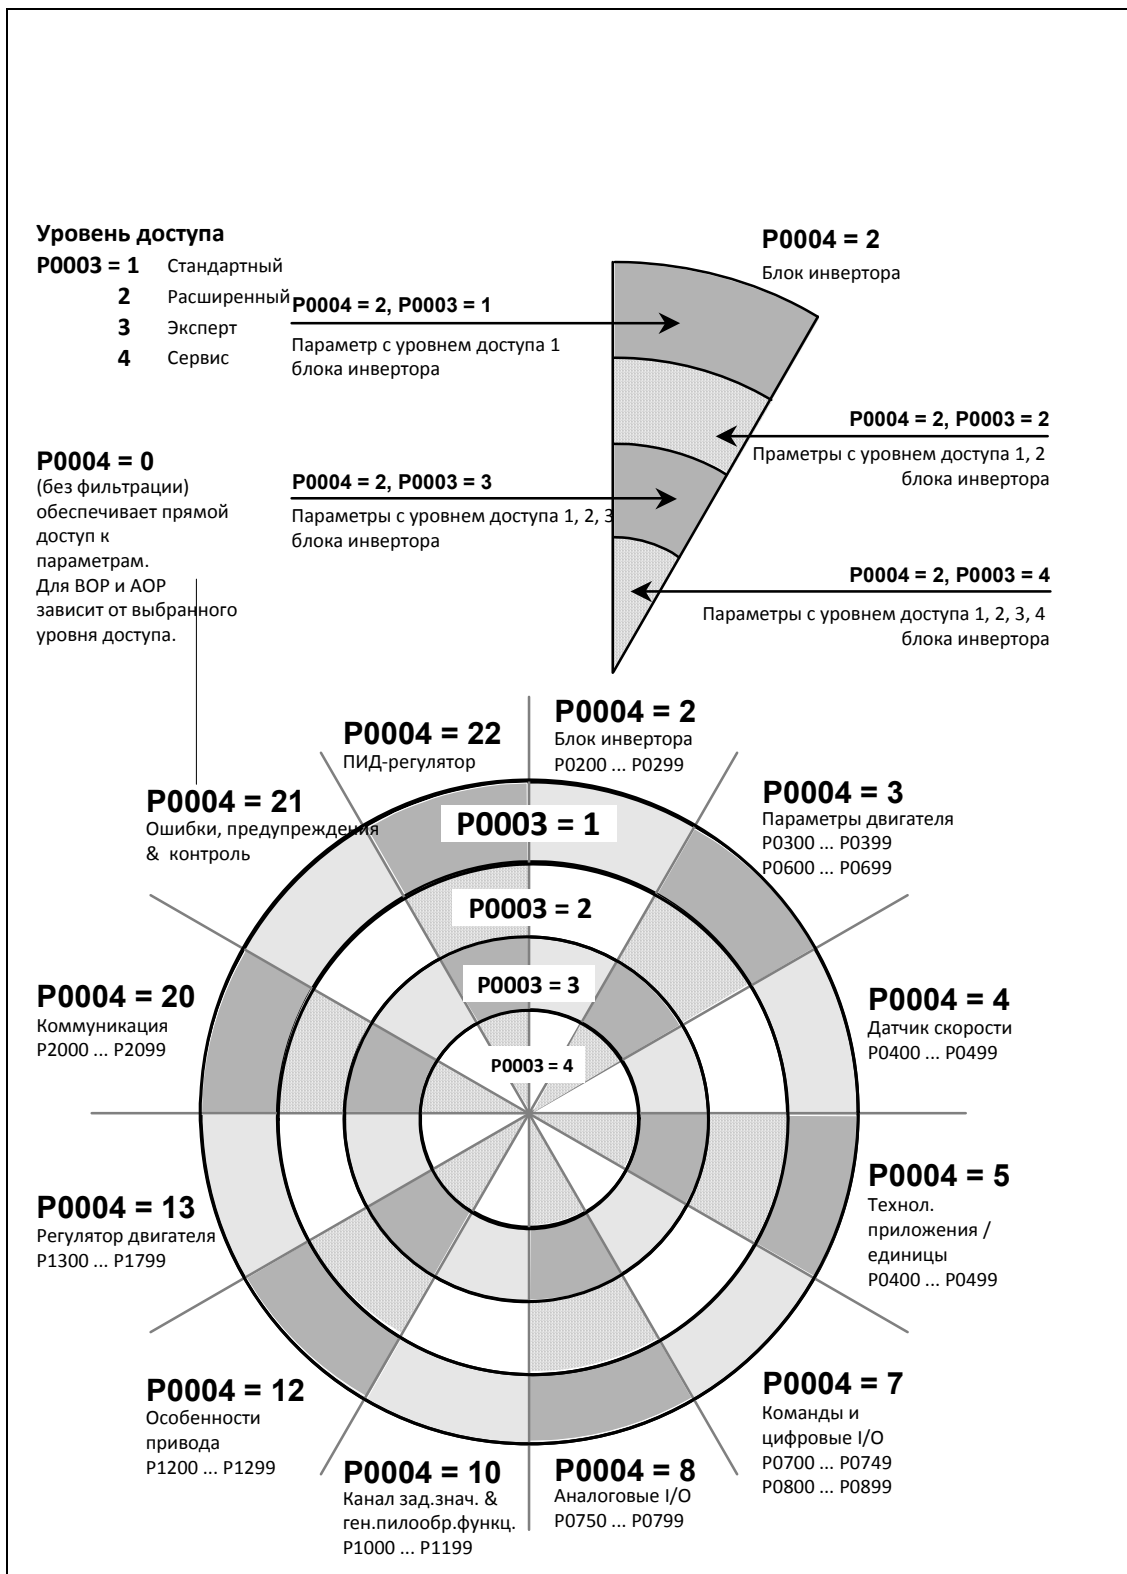 Уровень доступа
P0003 = 1 Стандартный
2 Расширенный
3 Эксперт
4 Сервис
P0004 = 2
Блок инвертора
P0004 = 2, P0003 = 1
Параметр с уровнем доступа 1
блока инвертора
P0004 = 2, P0003 = 2
Праметры с уровнем доступа 1, 2
блока инвертора
P0004 = 0
(без фильтрации)
обеспечивает прямой
доступ к
параметрам.
Для BOP и AOP
зависит от выбранного
уровня доступа.
P0004 = 2, P0003 = 3
Параметры с уровнем доступа 1, 2, 3
блока инвертора
P0004 = 2, P0003 = 4
Параметры с уровнем доступа 1, 2, 3, 4
блока инвертора
P0004 = 22
ПИД-регулятор
P0004 = 2
Блок инвертора
P0200 ... P0299
P0004 = 21
Ошибки, предупреждения
& контроль
P0004 = 3
Параметры двигателя
P0300 ... P0399
P0600 ... P0699
P0003 = 1
P0003 = 2
P0003 = 3
P0003 = 4
P0004 = 20
Коммуникация
P2000 ... P2099
P0004 = 4
Датчик скорости
P0400 ... P0499
P0004 = 13
Регулятор двигателя
P1300 ... P1799
P0004 = 5
Технол.
приложения /
единицы
P0400 ... P0499
P0004 = 12
Особенности
привода
P1200 ... P1299
P0004 = 7
Команды и
цифровые I/O
P0700 ... P0749
P0800 ... P0899
P0004 = 10
Канал зад.знач. &
ген.пилообр.функц.
P1000 ... P1199
P0004 = 8
Аналоговые I/O
P0750 ... P0799